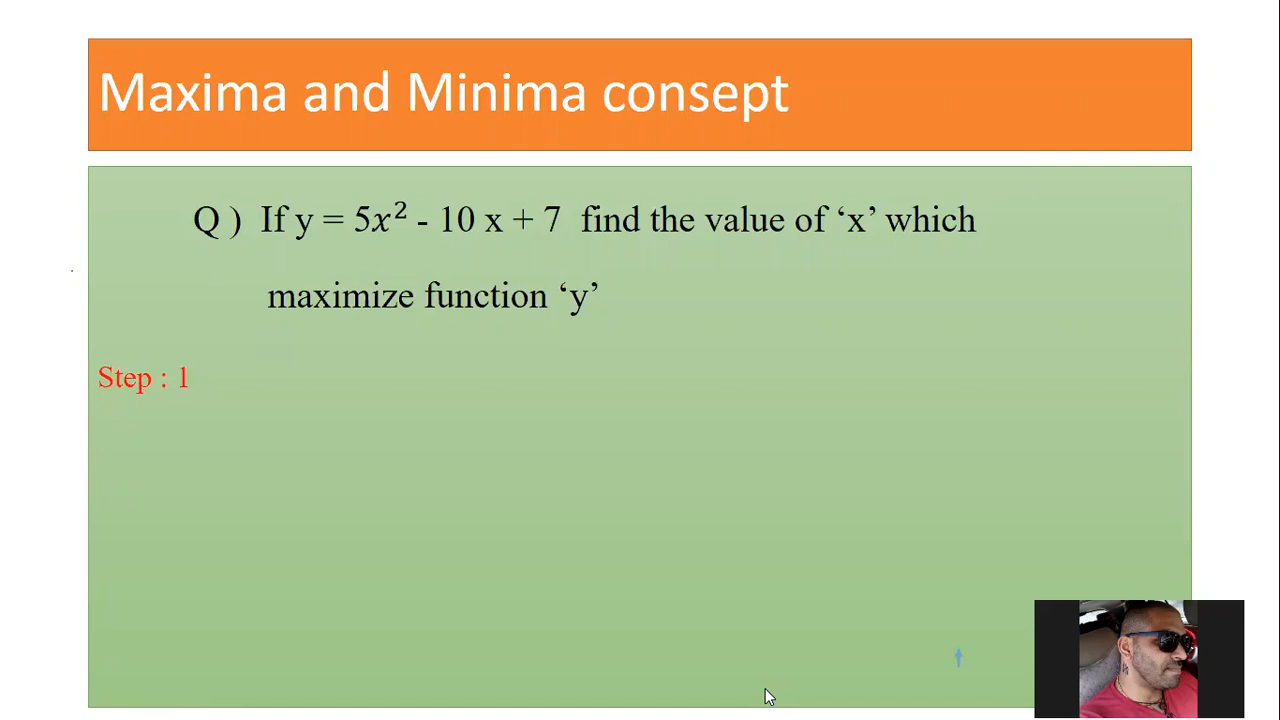 Maxima and Minima consept
Q ) If y = 5𝑥² - 10 x + 7 find the value of ‘x’ which
maximize function ‘y’
Step : 1